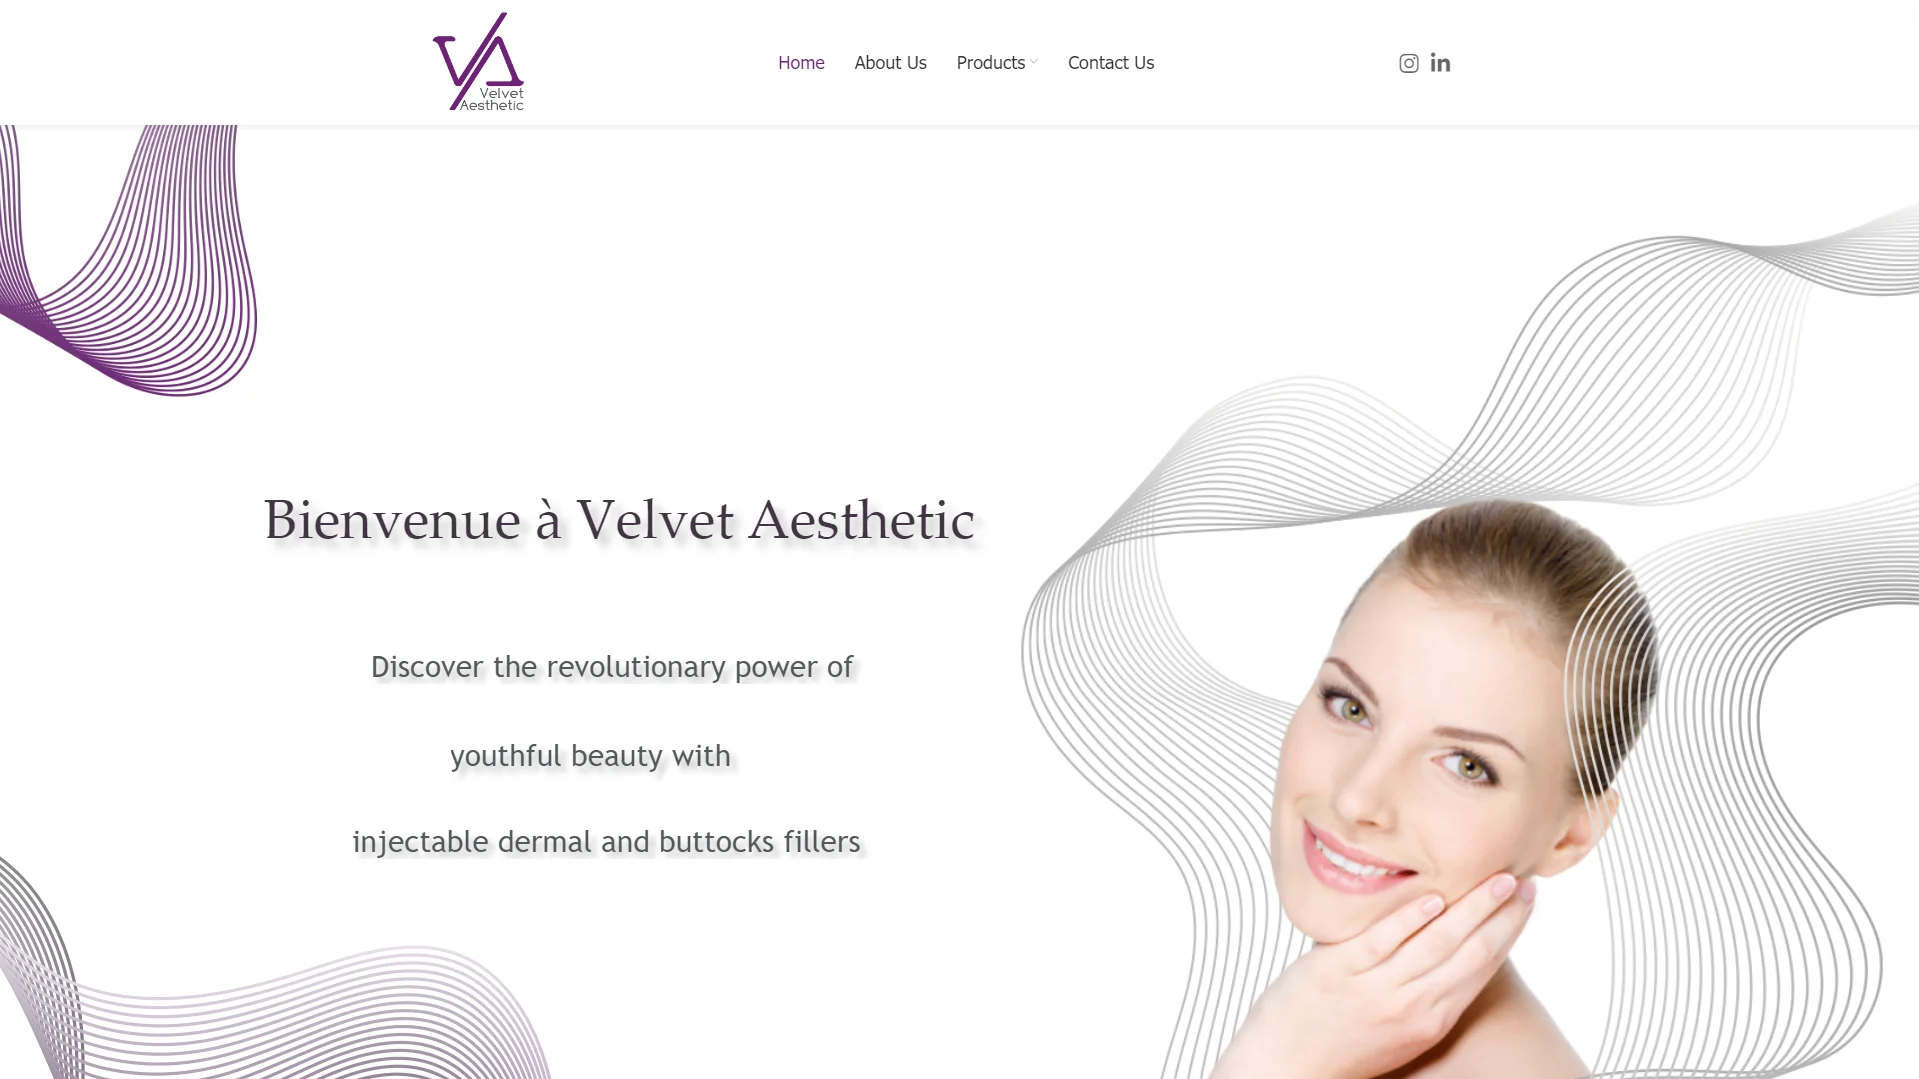 Velvet
Aesthetic
Home
About Us
Products
Contact Us
Bienvenue à Velvet Aesthetic
Discover the revolutionary power of
youthful beauty with
injectable dermal and buttocks fillers